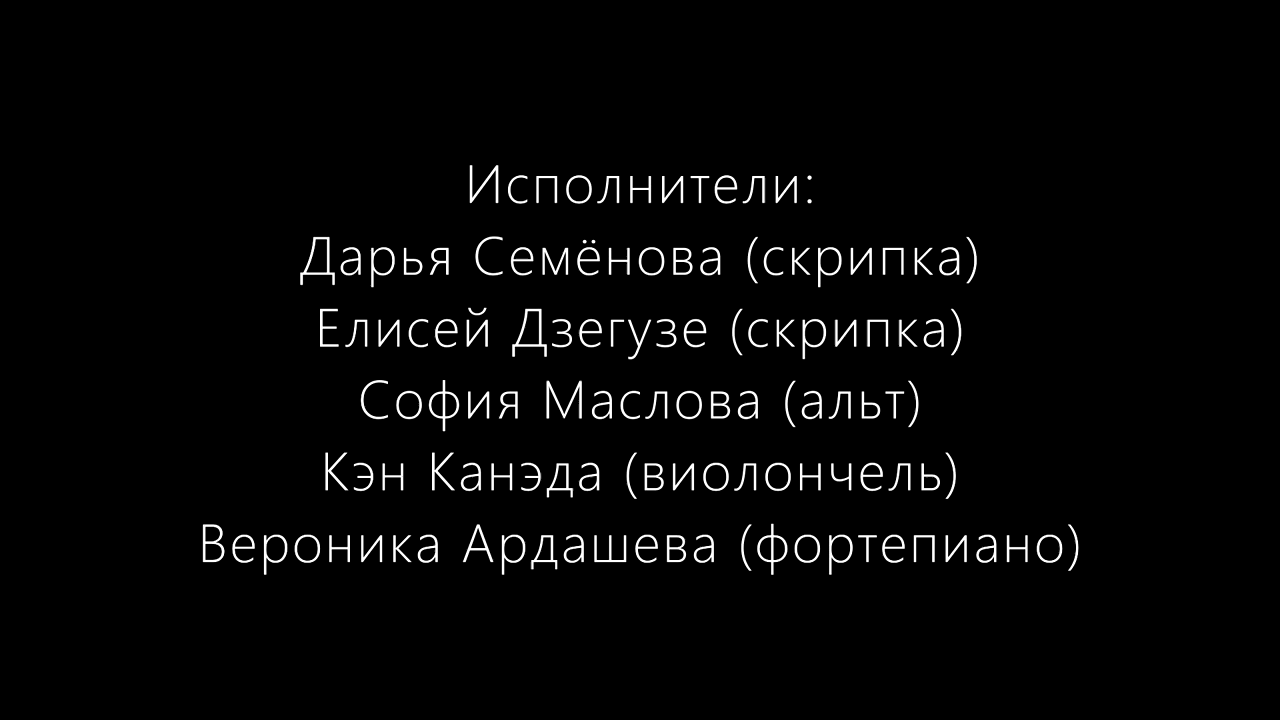 Исполнители:
Дарья Семёнова (скрипка)
Елисей Дзегузе (скрипка)
София Маслова (альт)
Кэн Канэда (виолончель)
Вероника Ардашева (фортепиано)